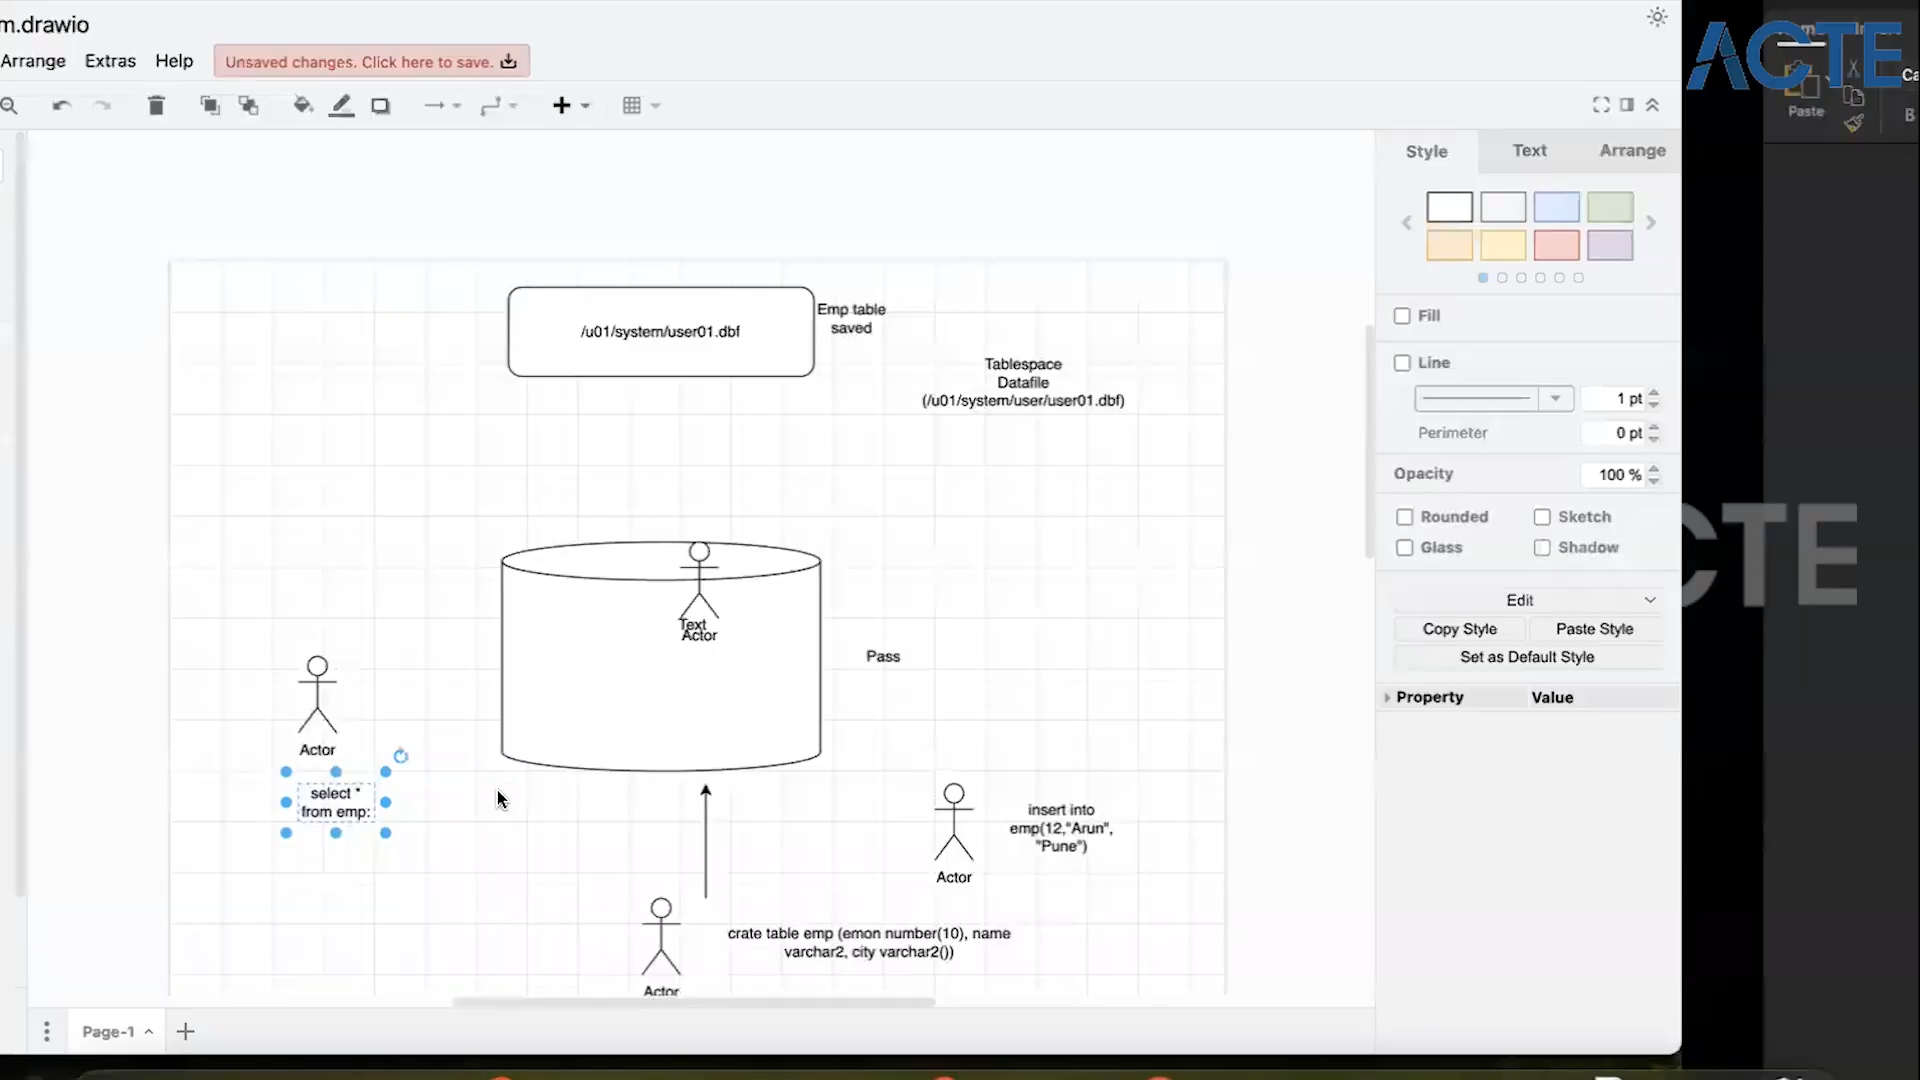 m.drawio
Arrange Extras Help Unsaved changes. Click here to save.
ACTE
Paste
Ca
B
Style Text Arrange
/u01/system/user01.dbf
Emp table
saved
Tablespace
Datafile
(/u01/system/user/user01.dbf)
Fill
Line
1 pt
Perimeter 0 pt
Opacity 100 %
Rounded Sketch
Glass Shadow
CTE
Edit
Copy Style Paste Style
Set as Default Style
Property Value
Text
Actor
Pass
Actor
select *
from emp:
insert into
emp(12,"Arun",
"Pune")
Actor
crate table emp (emon number(10), name
varchar2, city varchar2())
Actor
Page-1